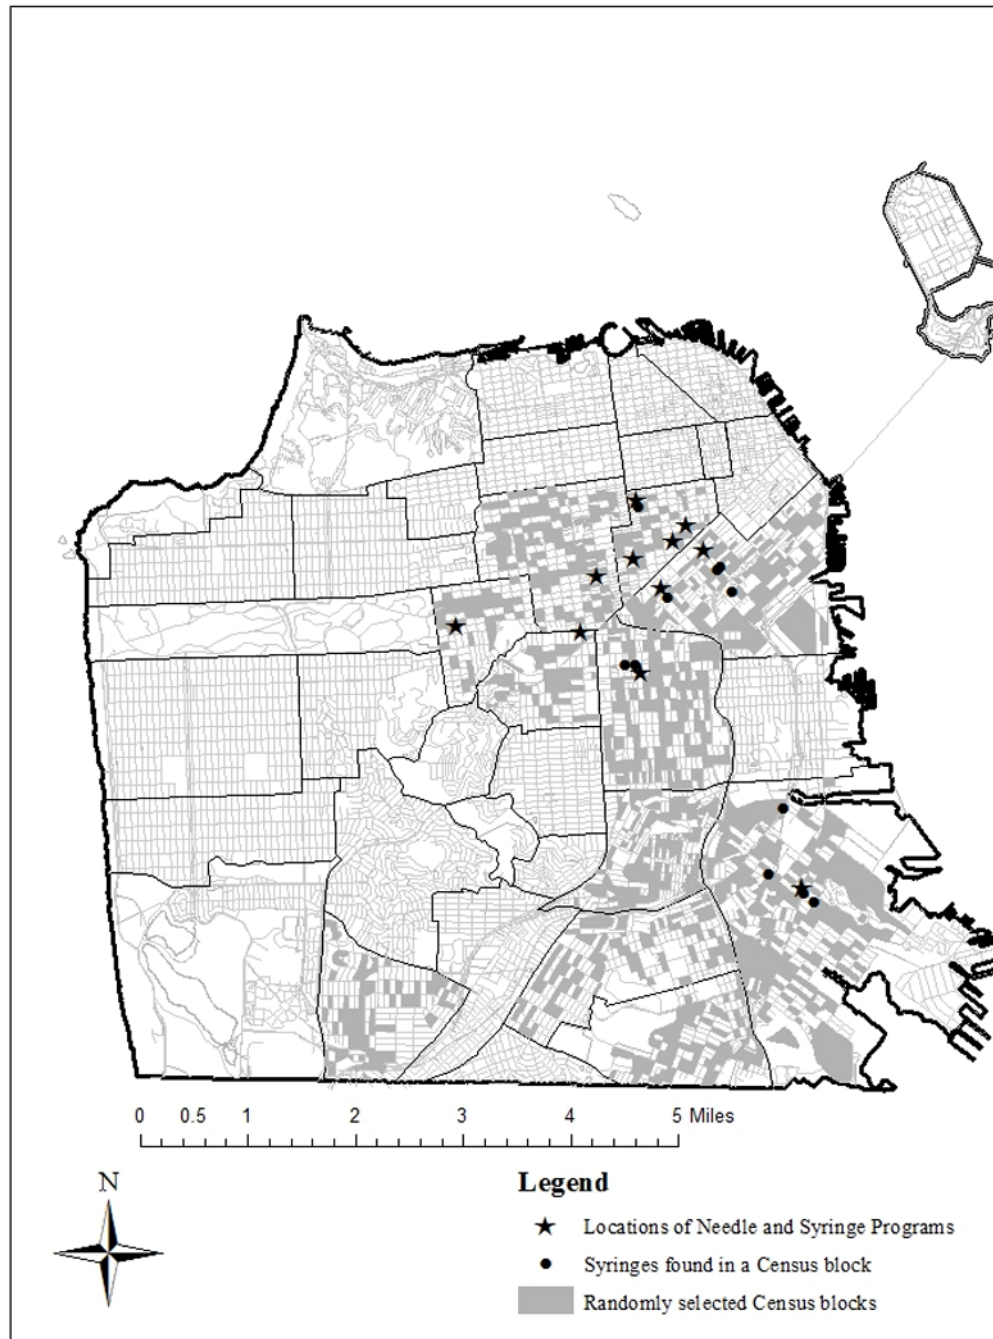 0 0.5 1 2 3 4 5 Miles
N
Legend
Locations of Needle and Syringe Programs
Syringes found in a Census block
Randomly selected Census blocks